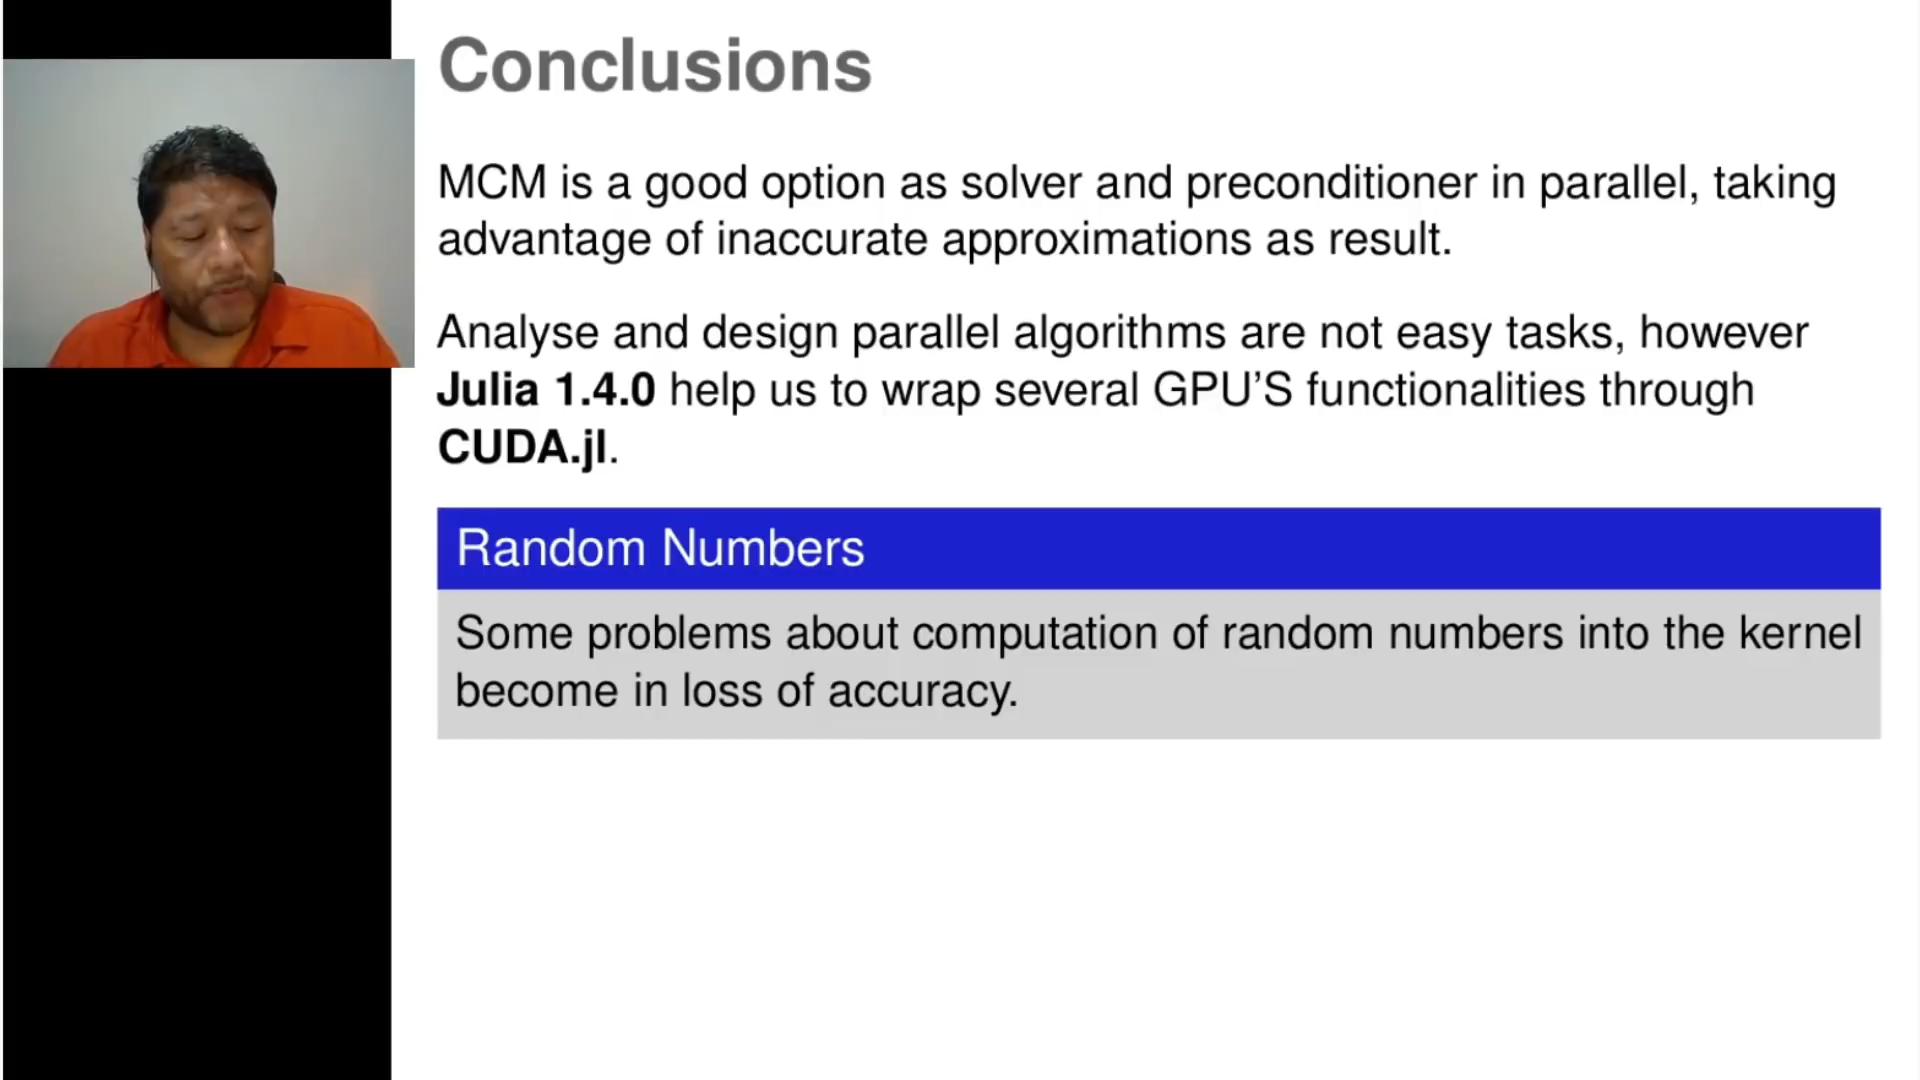 Conclusions
MCM is a good option as solver and preconditioner in parallel, taking
advantage of inaccurate approximations as result.
Analyse and design parallel algorithms are not easy tasks, however
Julia 1.4.0 help us to wrap several GPU'S functionalities through
CUDA.jl.
Random Numbers
Some problems about computation of random numbers into the kernel
become in loss of accuracy.